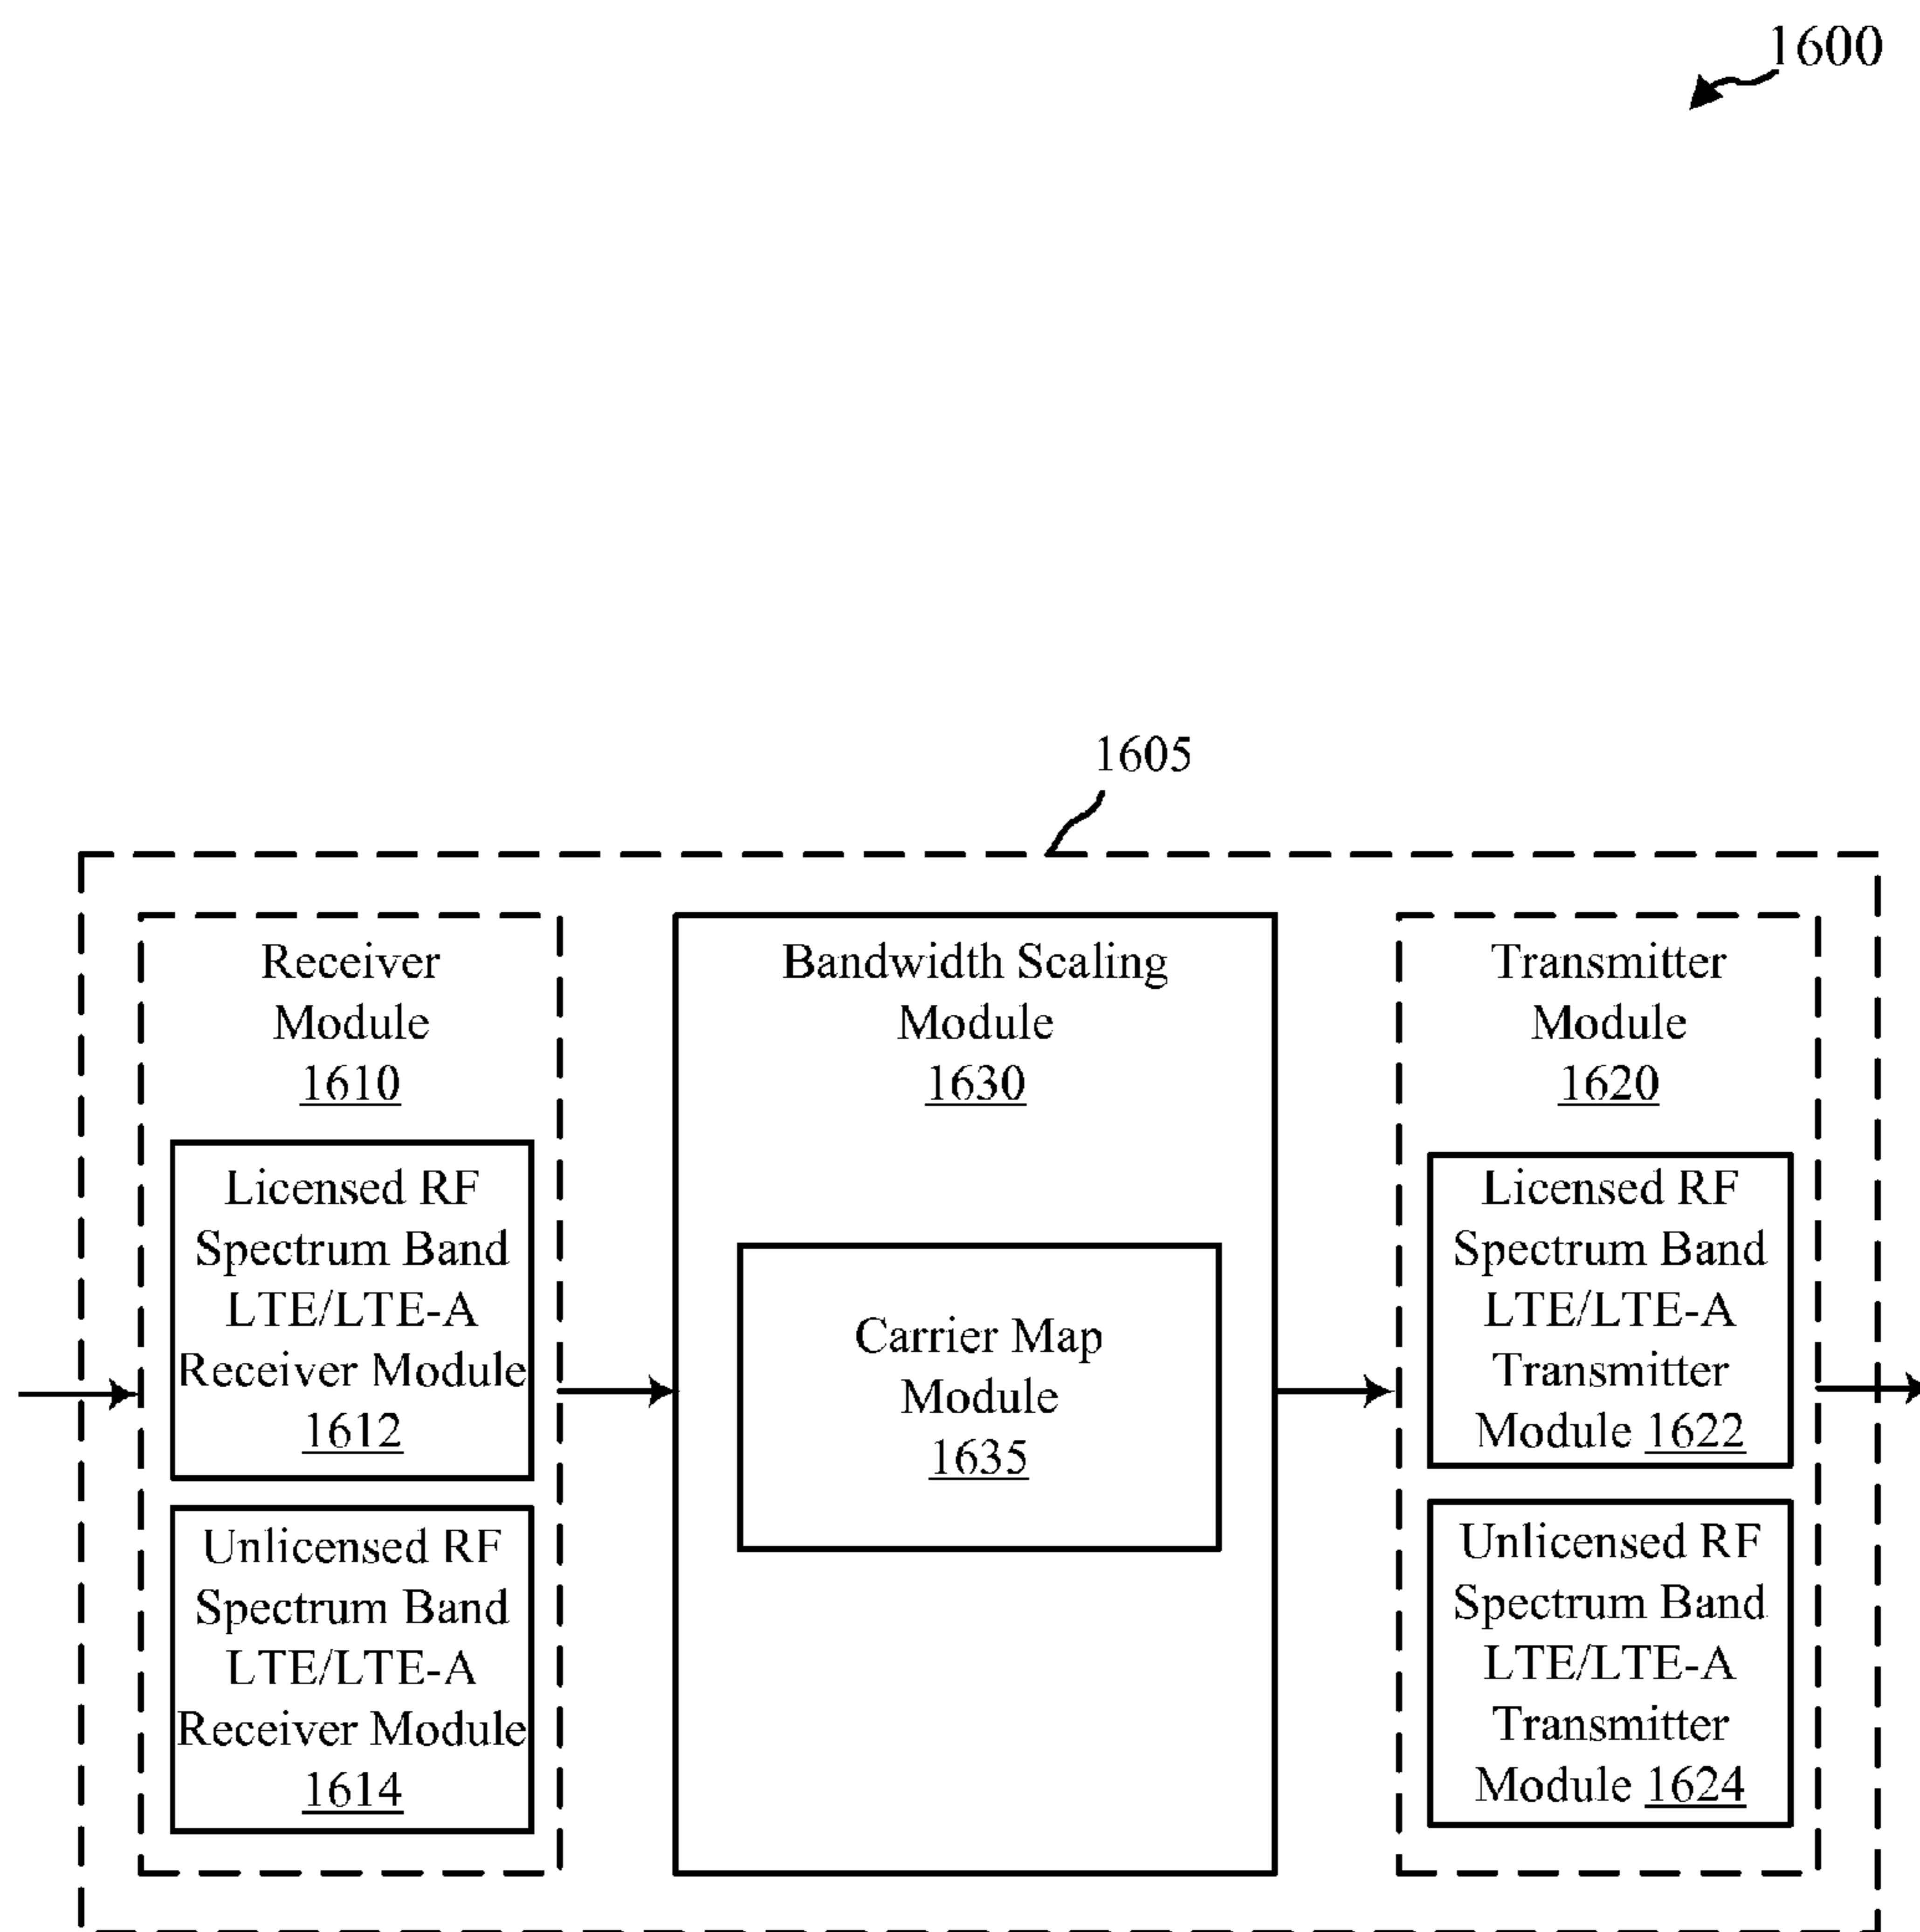 1600
1605
Receiver
Module
1610
Licensed RF
Spectrum Band
LTE/LTE-A
Receiver Module
1612
Unlicensed RF
Spectrum Band
LTE/LTE-A
Receiver Module
1614
Bandwidth Scaling
Module
1630
Carrier Map
Module
1635
Transmitter
Module
1620
Licensed RF
Spectrum Band
LTE/LTE-A
Transmitter
Module 1622
Unlicensed RF
Spectrum Band
LTE/LTE-A
Transmitter
Module 1624